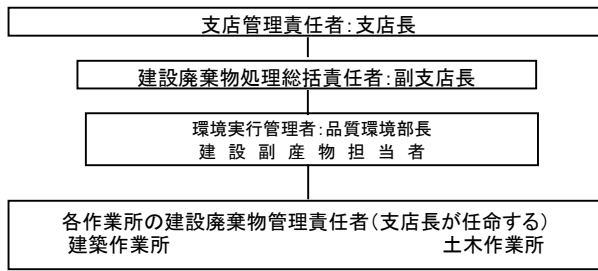 支店管理責任者:支店長
建設廃棄物処理総括責任者:副支店長
環境実行管理者:品質環境部長
建設副産物担当者
各作業所の建設廃棄物管理責任者(支店長が任命する)
建築作業所 土木作業所